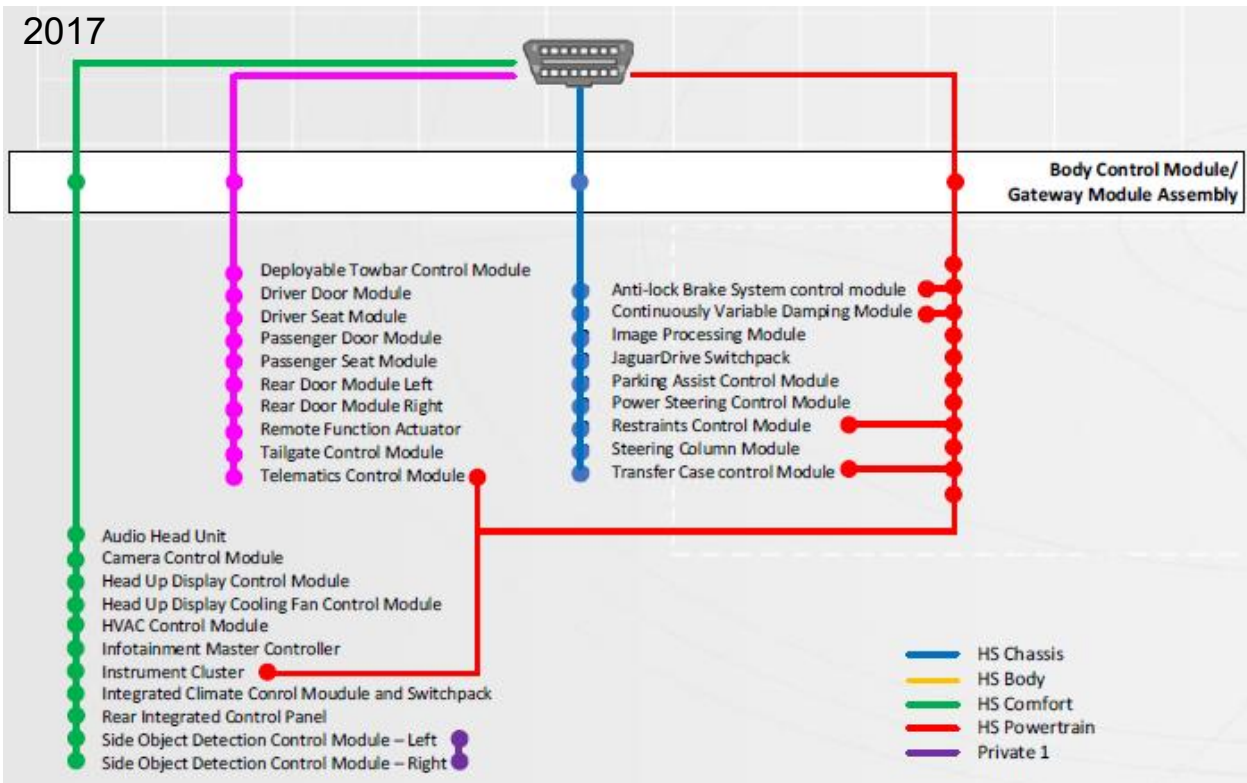 2017
Body Control Module/
Gateway Module Assembly
Deployable Towbar Control Module
Driver Door Module
Driver Seat Module
Passenger Door Module
Passenger Seat Module
Rear Door Module Left
Rear Door Module Right
Remote Function Actuator
Tailgate Control Module
Telematics Control Module
Anti-lock Brake System control module
Continuously Variable Damping Module
Image Processing Module
JaguarDrive Switchpack
Parking Assist Control Module
Power Steering Control Module
Restraints Control Module
Steering Column Module
Transfer Case control Module
Audio Head Unit
Camera Control Module
Head Up Display Control Module
Head Up Display Cooling Fan Control Module
HVAC Control Module
Infotainment Master Controller
Instrument Cluster
Integrated Climate Conrol Moudule and Switchpack
Rear Integrated Control Panel
Side Object Detection Control Module – Left
Side Object Detection Control Module – Right
HS Chassis
HS Body
HS Comfort
HS Powertrain
Private 1